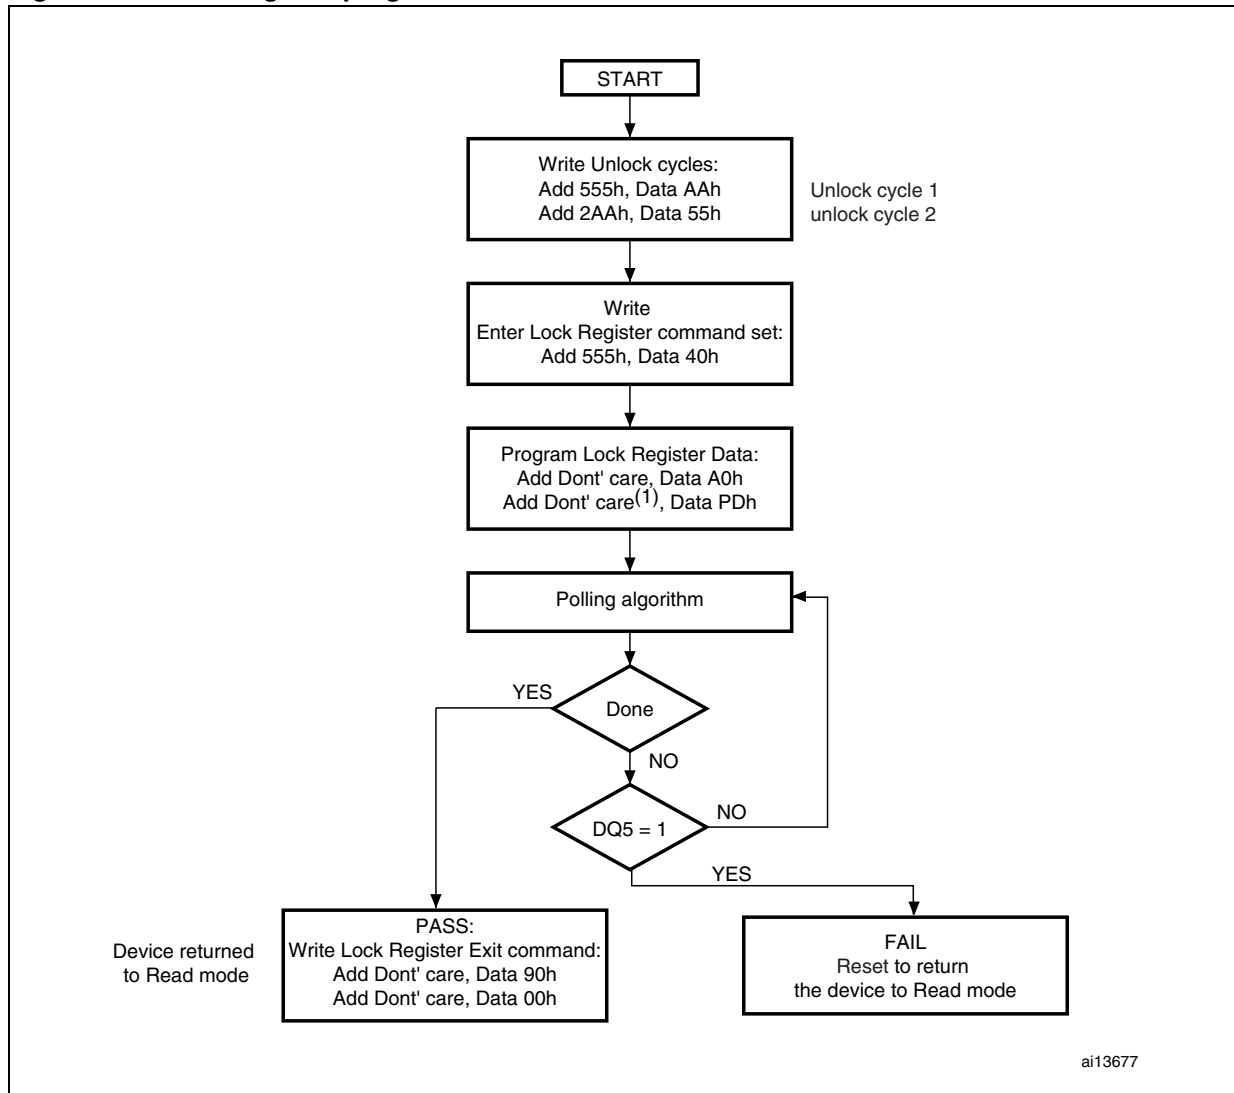 START
Write Unlock cycles:
Add 555h, Data AAh
Add 2AAh, Data 55h
Unlock cycle 1
unlock cycle 2
Write
Enter Lock Register command set:
Add 555h, Data 40h
Program Lock Register Data:
Add Dont' care, Data A0h
Add Dont' care(1), Data PDh
Polling algorithm
YES
Done
NO
DQ5 = 1
NO
YES
Device returned
to Read mode
PASS:
Write Lock Register Exit command:
Add Dont' care, Data 90h
Add Dont' care, Data 00h
FAIL
Reset to return
the device to Read mode
ai13677